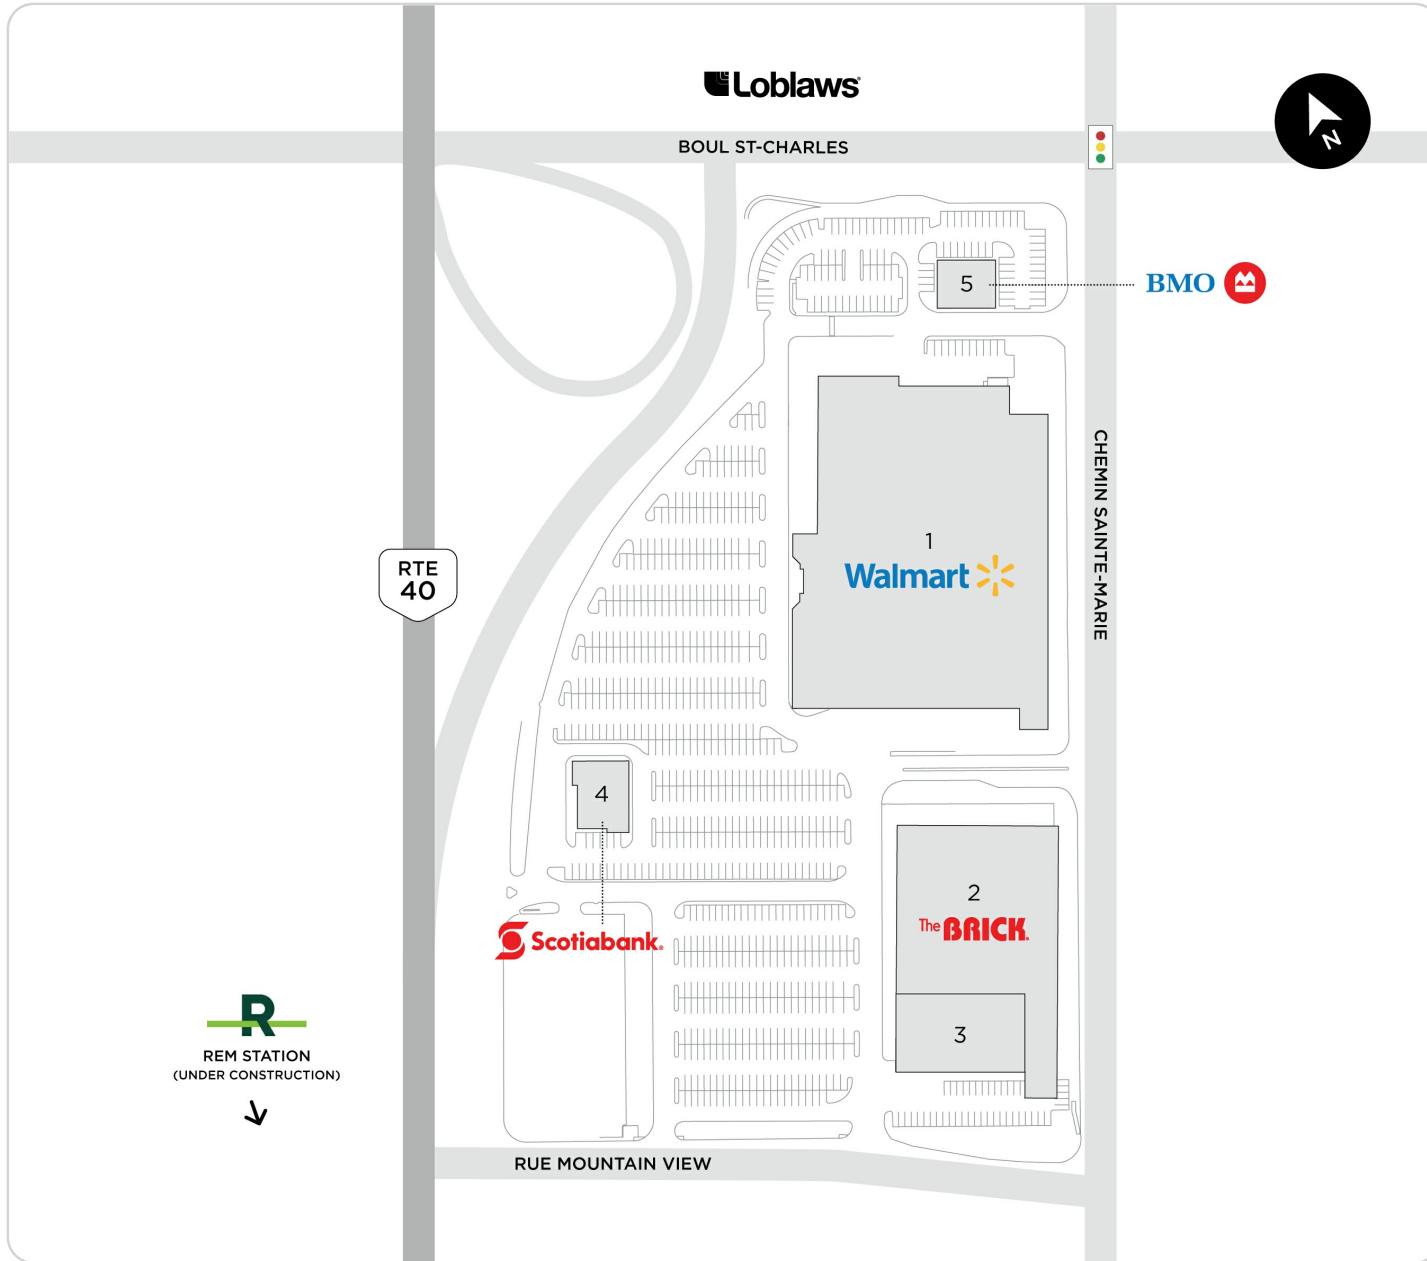 Loblaws
BOUL ST-CHARLES
N
5
BMO
CHEMIN SAINTE-MARIE
1
Walmart
RTE
40
4
2
The BRICK.
Scotiabank
3
R
REM STATION
(UNDER CONSTRUCTION)
RUE MOUNTAIN VIEW